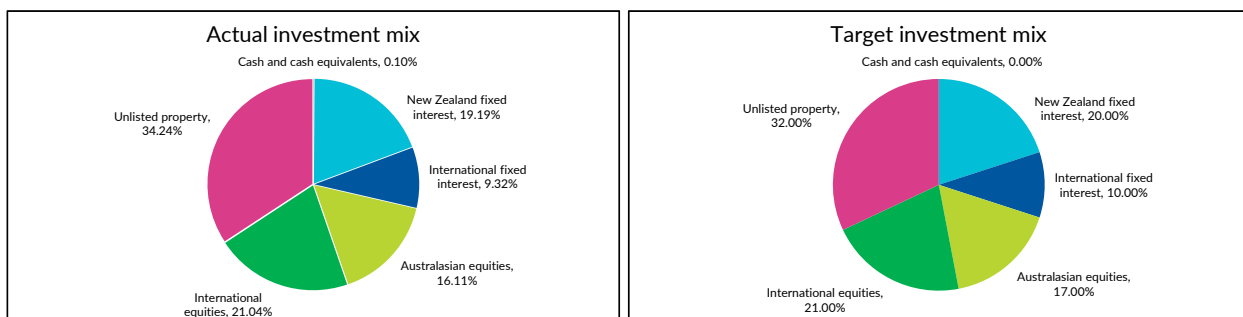 Actual investment mix
Cash and cash equivalents, 0.10%
New Zealand fixed
interest, 19.19%
International fixed
interest, 9.32%
Australasian equities,
16.11%
International
equities, 21.04%
Unlisted property,
34.24%
Target investment mix
Cash and cash equivalents, 0.00%
New Zealand fixed
interest, 20.00%
International fixed
interest, 10.00%
Australasian equities,
17.00%
International equities,
21.00%
Unlisted property,
32.00%